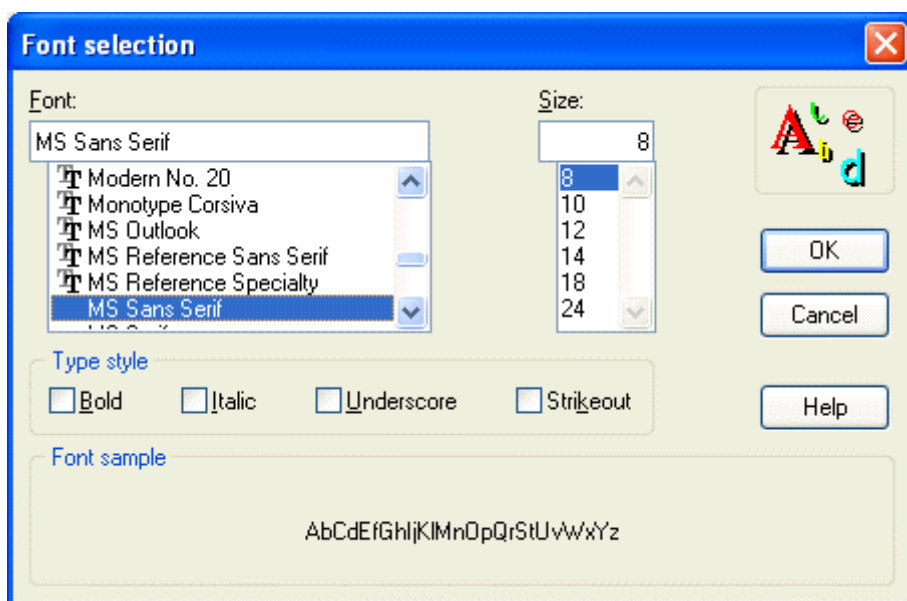 Font selection
Font:
Size:
MS Sans Serif
8
Modern No. 20
Monotype Corsiva
MS Outlook
MS Reference Sans Serif
MS Reference Specialty
MS Sans Serif
8
10
12
14
18
24
A b c d e
OK
Cancel
Help
Type style
Bold
Italic
Underscore
Strikeout
Font sample
AbCdEfGhIjKlMnOpQrStUvWxYz